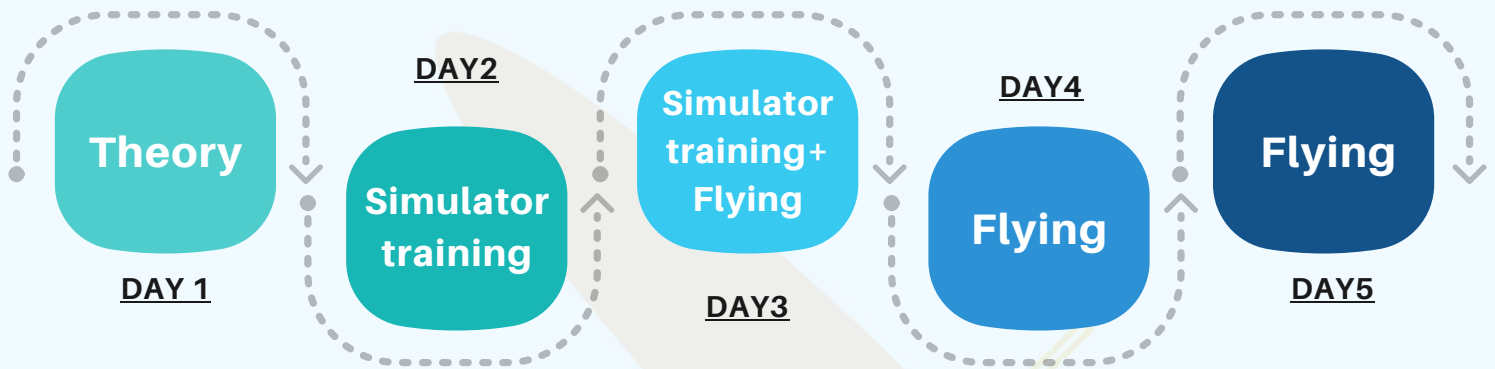 Theory
DAY 1
DAY2
Simulator
training
Simulator
training+
Flying
DAY3
DAY4
Flying
Flying
DAY5